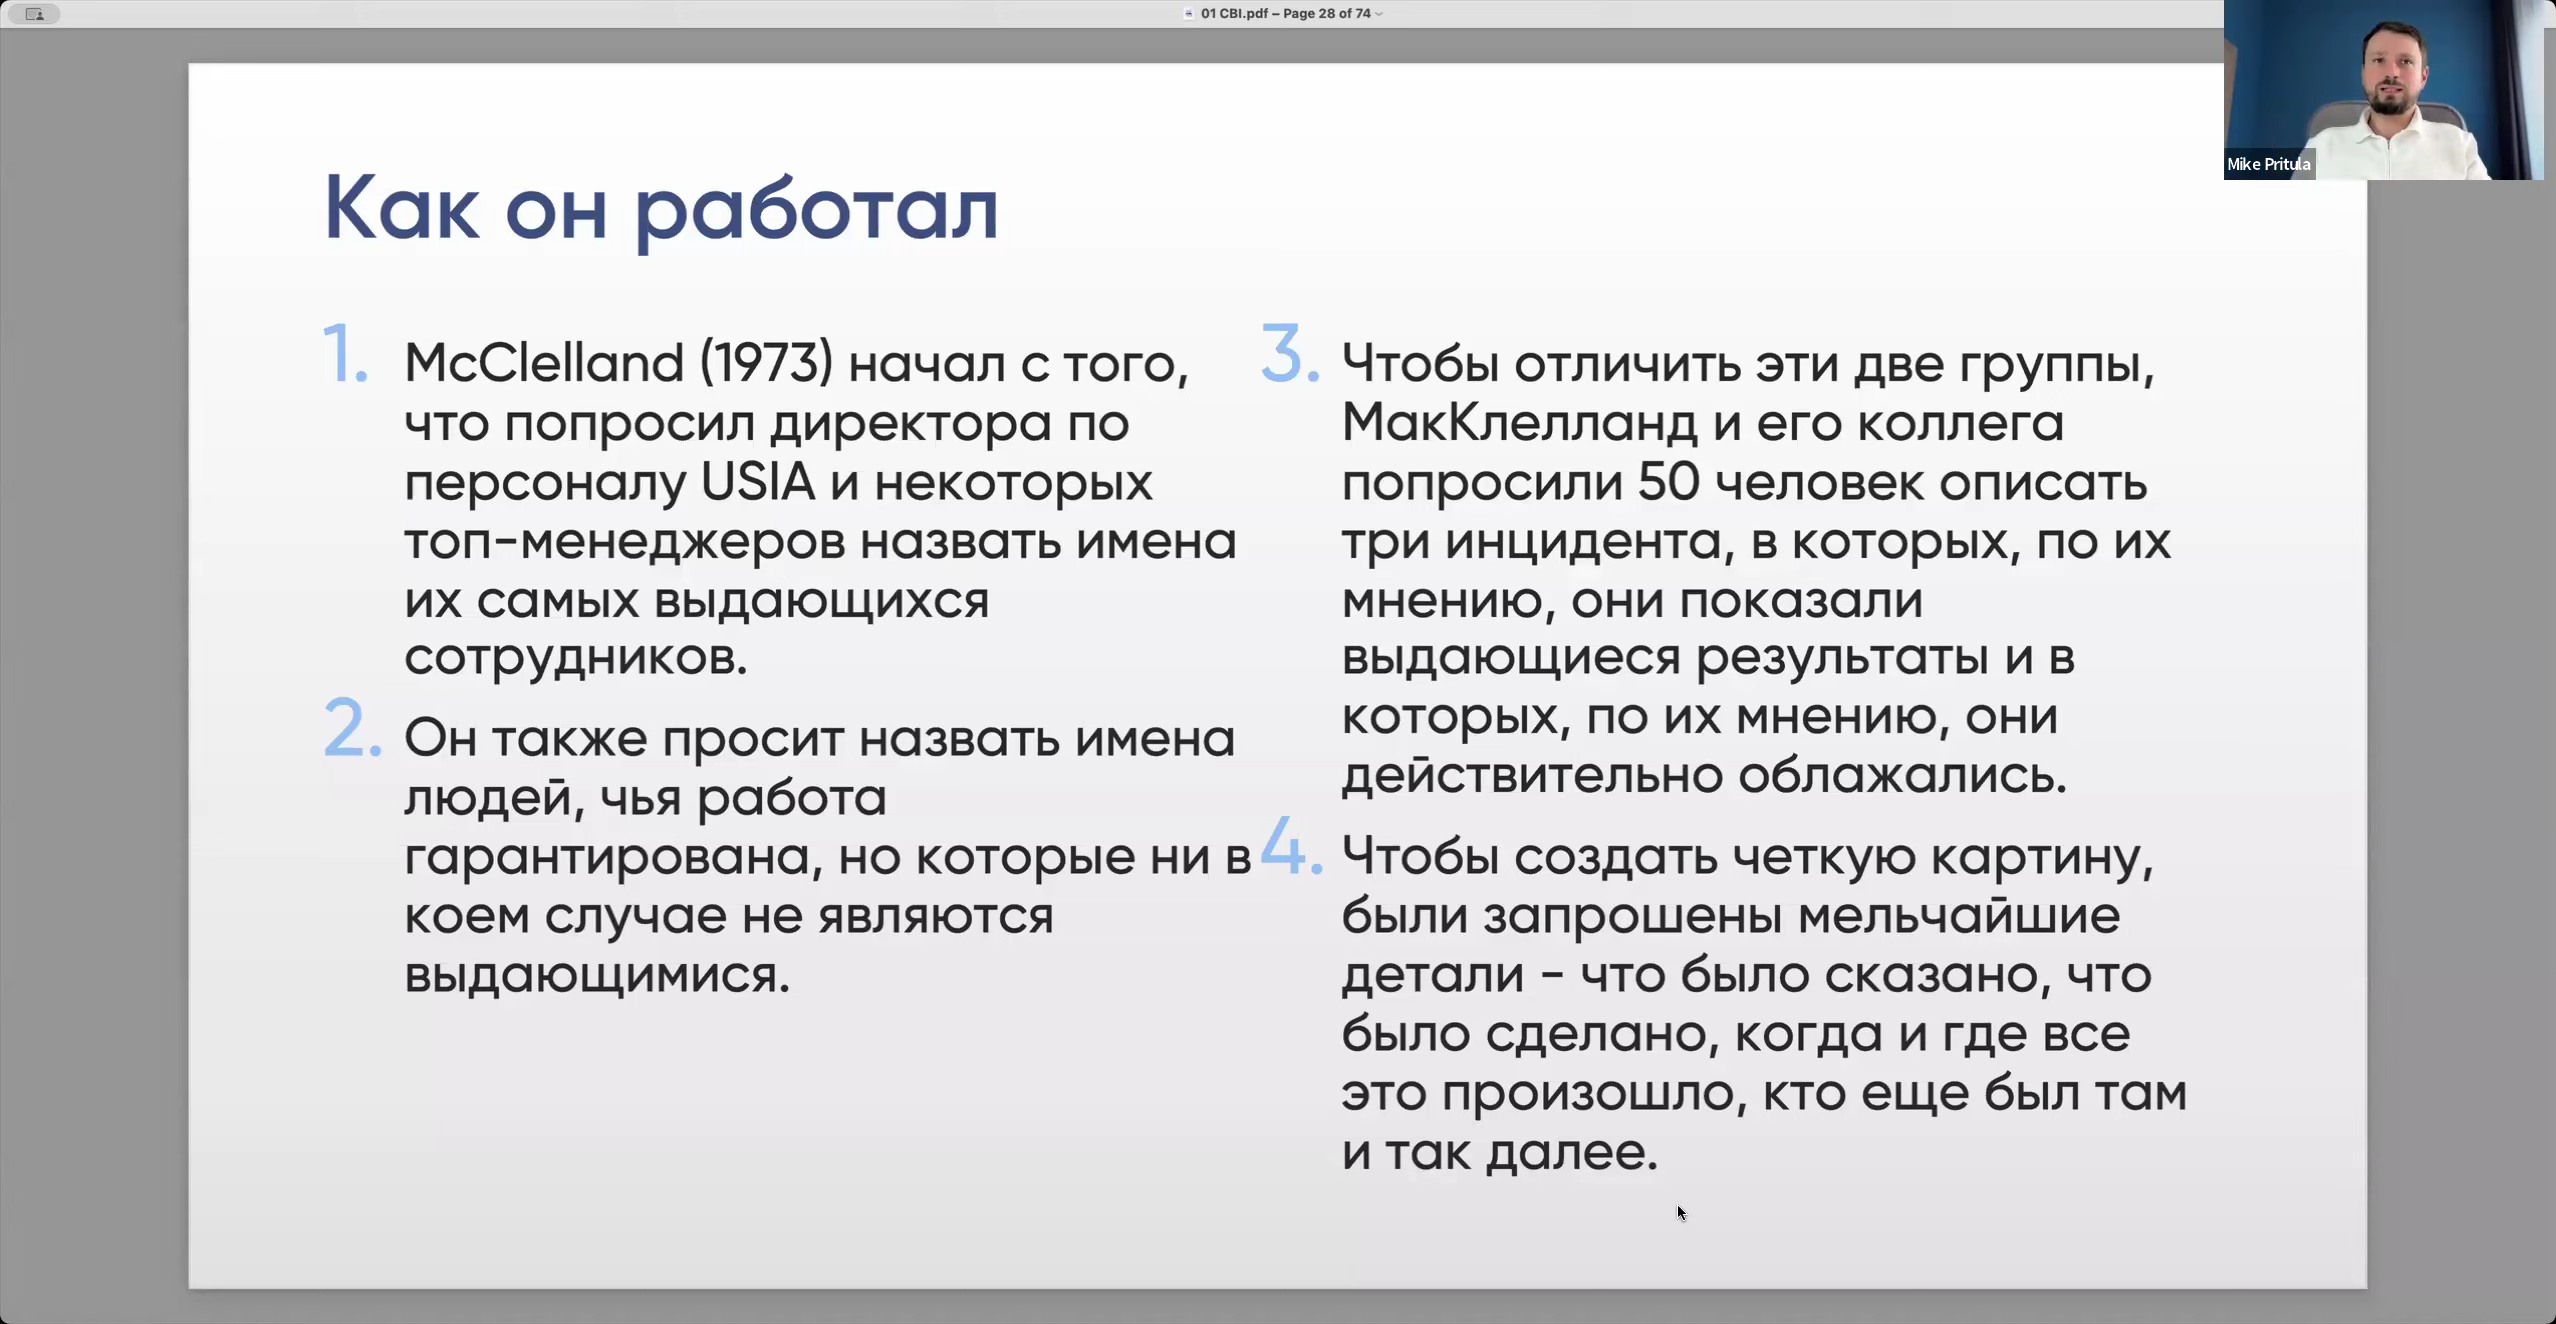 01 CBI.pdf – Page 28 of 74
Mike Pritula
Как он работал
1. McClelland (1973) начал с того,
что попросил директора по
персоналу USIA и некоторых
топ-менеджеров назвать имена
их самых выдающихся
сотрудников.
2. Он также просит назвать имена
людей, чья работа
гарантирована, но которые ни в
коем случае не являются
выдающимися.
3. Чтобы отличить эти две группы,
МакКлелланд и его коллега
попросили 50 человек описать
три инцидента, в которых, по их
мнению, они показали
выдающиеся результаты и в
которых, по их мнению, они
действительно облажались.
4. Чтобы создать четкую картину,
были запрошены мельчайшие
детали - что было сказано, что
было сделано, когда и где все
это произошло, кто еще был там
и так далее.